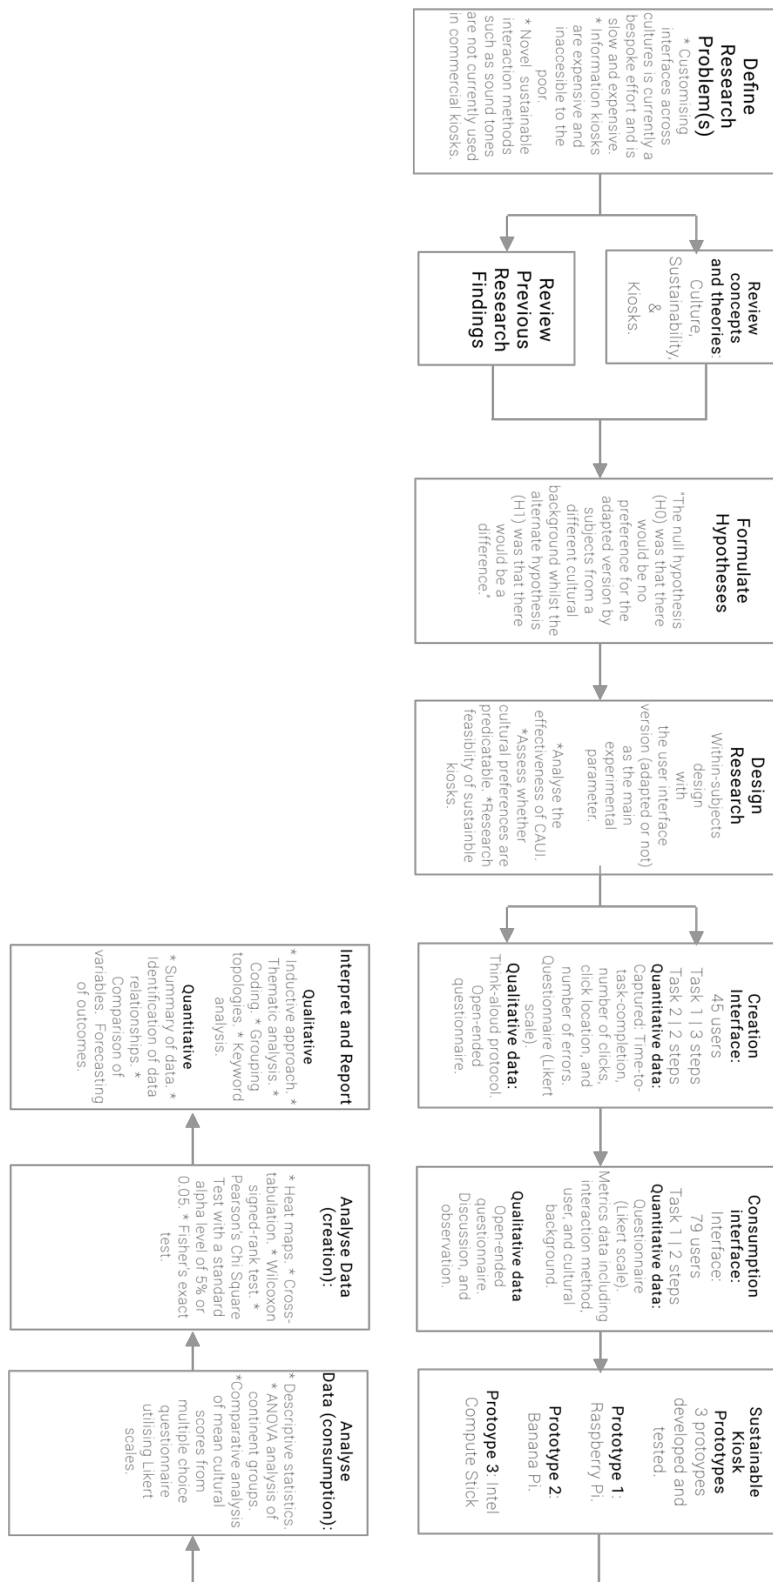 Define
Research
Problem(s)
* Customising
interfaces across
cultures is currently a
bespoke effort and is
slow and expensive.
* Information kiosks
are expensive and
inaccesible to the
poor.
* Novel sustainable
interaction methods
such as sound tones
are not currently used
in commercial kiosks.
Review
concepts
and theories:
Culture,
Sustainability,
&
Kiosks.
Review
Previous
Research
Findings
Formulate
Hypotheses
"The null hypothesis
(H0) was that there
would be no
preference for the
adapted version by
subjects from a
different cultural
background whilst the
alternate hypothesis
(H1) was that there
would be a
difference."
Design
Research
Within-subjects
design
with
the user interface
version (adapted or not)
as the main
experimental
parameter.
*Analyse the
effectiveness of CAUI.
*Assess whether
cultural preferences are
predicatable. *Research
feasiblity of sustainble
kiosks.
Creation
Interface:
45 users
Task 1 | 3 steps
Task 2 | 2 steps
Quantitative data:
Captured: Time-to-
task-completion,
number of clicks,
click location, and
number of errors.
Questionnaire (Likert
scale).
Qualitative data:
Think-aloud protocol.
Open-ended
questionnaire.
Consumption
interface:
Interface:
79 users
Task 1 | 2 steps
Quantitative data:
Questionnaire
(Likert scale).
Metrics data including
interaction method,
user, and cultural
background.
Qualitative data
Open-ended
questionnaire.
Discussion, and
observation.
Sustainable
Kiosk
Prototypes
3 protoypes
developed and
tested.
Prototype 1:
Raspberry Pi.
Prototype 2:
Banana Pi.
Protoype 3: Intel
Compute Stick
Analyse
Data (consumption):
* Descriptive statistics.
* ANOVA analysis of
continent groups.
*Comparative analysis
of mean cultural
scores from
multiple choice
questionnaire
utilising Likert
scales.
Analyse Data
(creation):
* Heat maps. * Cross-
tabulation. * Wilcoxon
signed-rank test. *
Pearson's Chi Square
Test with a standard
alpha level of 5% or
0.05. * Fisher's exact
test.
Interpret and Report
Qualitative
* Inductive approach. *
Thematic analysis. *
Coding. * Grouping
topologies. * Keyword
analysis.
Quantitative
* Summary of data. *
Identification of data
relationships. *
Comparison of
variables. Forecasting
of outcomes.